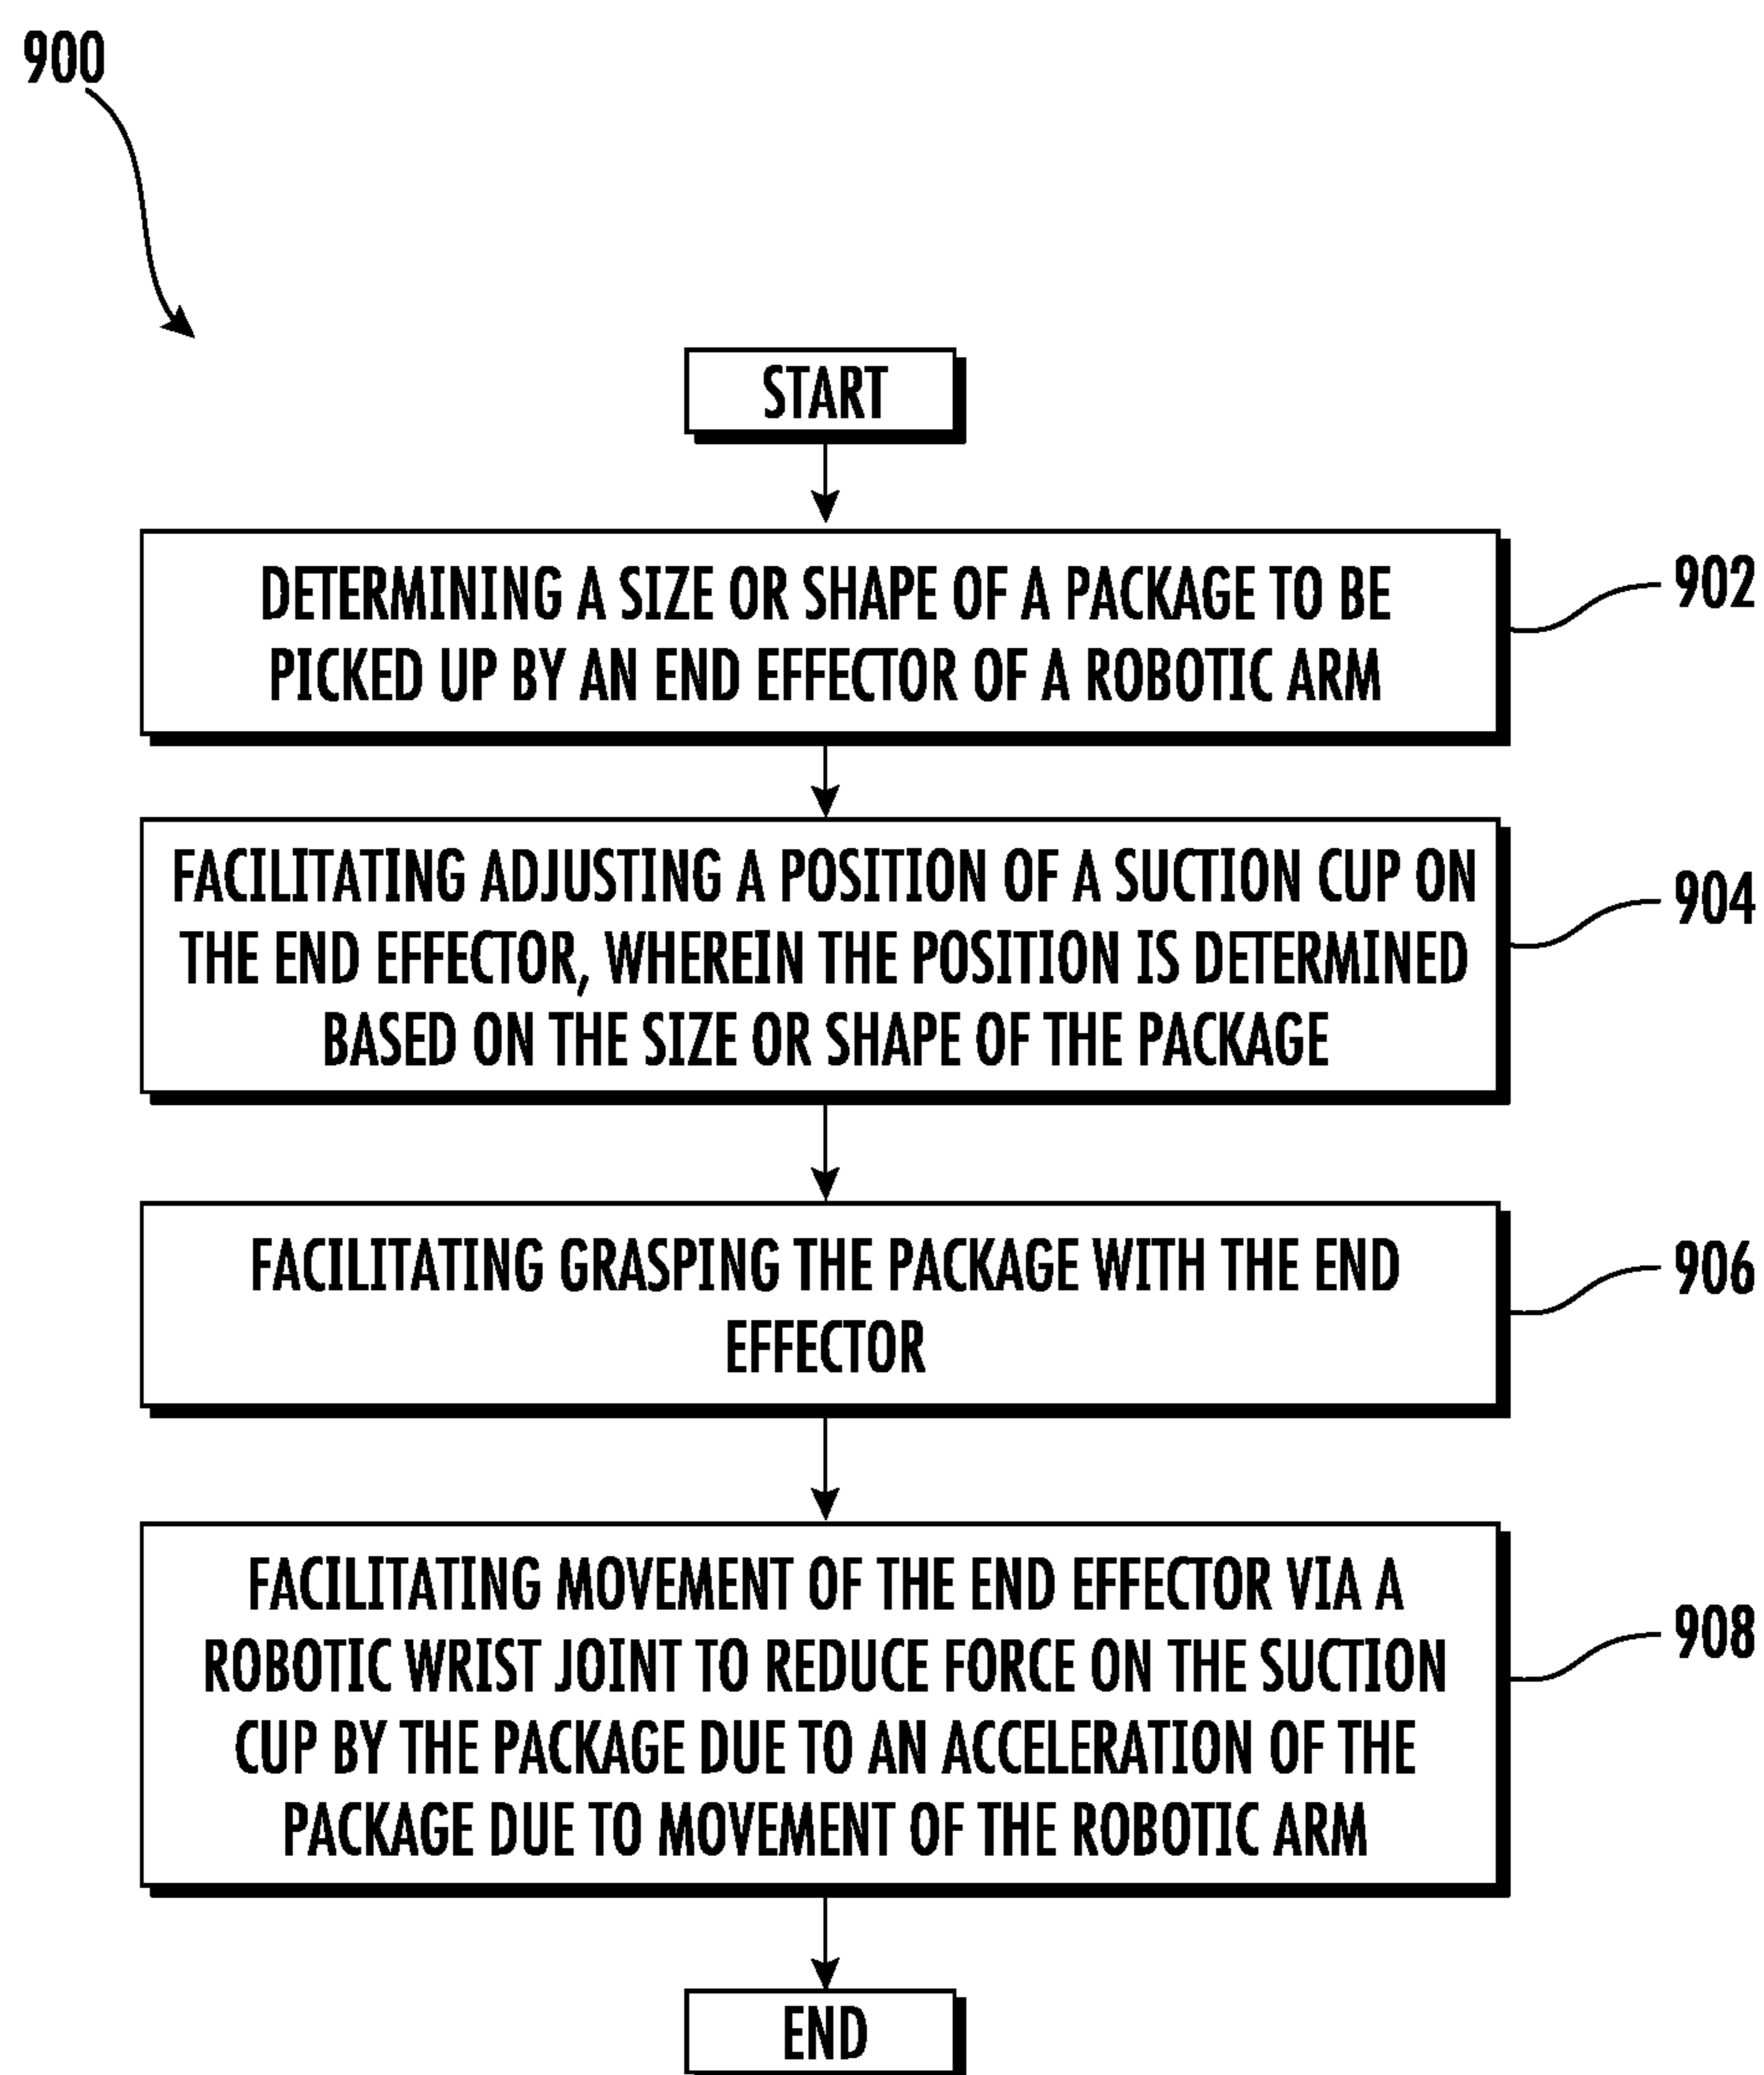 900
START
DETERMINING A SIZE OR SHAPE OF A PACKAGE TO BE
PICKED UP BY AN END EFFECTOR OF A ROBOTIC ARM
902
FACILITATING ADJUSTING A POSITION OF A SUCTION CUP ON
THE END EFFECTOR, WHEREIN THE POSITION IS DETERMINED
BASED ON THE SIZE OR SHAPE OF THE PACKAGE
904
FACILITATING GRASPING THE PACKAGE WITH THE END
EFFECTOR
906
FACILITATING MOVEMENT OF THE END EFFECTOR VIA A
ROBOTIC WRIST JOINT TO REDUCE FORCE ON THE SUCTION
CUP BY THE PACKAGE DUE TO AN ACCELERATION OF THE
PACKAGE DUE TO MOVEMENT OF THE ROBOTIC ARM
908
END